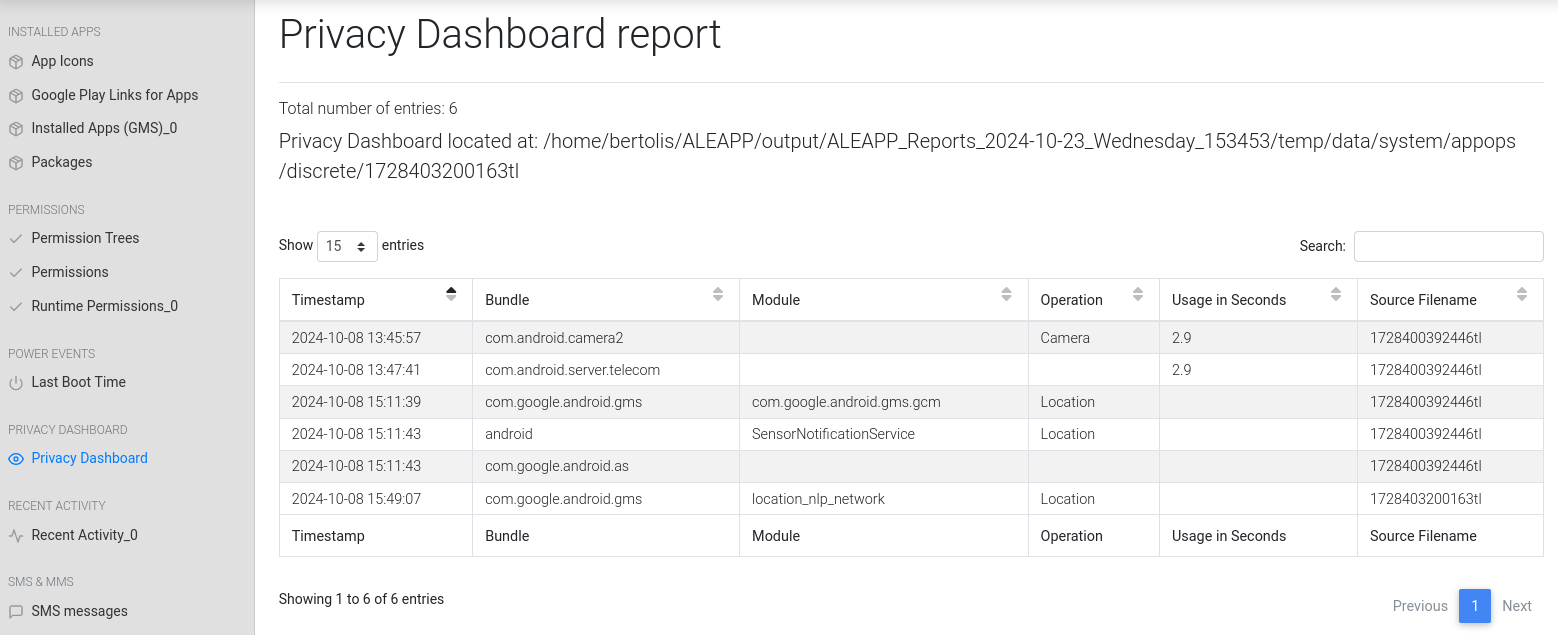 INSTALLED APPS
App Icons
Google Play Links for Apps
Installed Apps (GMS)_0
Packages
PERMISSIONS
Permission Trees
Permissions
Runtime Permissions_0
POWER EVENTS
Last Boot Time
PRIVACY DASHBOARD
Privacy Dashboard
RECENT ACTIVITY
Recent Activity_0
SMS & MMS
SMS messages
Privacy Dashboard report
Total number of entries: 6
Privacy Dashboard located at: /home/bertolis/ALEAPP/output/ALEAPP_Reports_2024-10-23_Wednesday_153453/temp/data/system/appops
/discrete/1728403200163tl
Show 15 entries Search:
Timestamp Bundle Module Operation Usage in Seconds Source Filename
2024-10-08 13:45:57 com.android.camera2 Camera 2.9 1728400392446tl
2024-10-08 13:47:41 com.android.server.telecom 2.9 1728400392446tl
2024-10-08 15:11:39 com.google.android.gms com.google.android.gms.gcm Location 1728400392446tl
2024-10-08 15:11:43 android SensorNotificationService Location 1728400392446tl
2024-10-08 15:11:43 com.google.android.as 1728400392446tl
2024-10-08 15:49:07 com.google.android.gms location_nlp_network Location 1728403200163tl
Timestamp Bundle Module Operation Usage in Seconds Source Filename
Showing 1 to 6 of 6 entries
Previous 1 Next